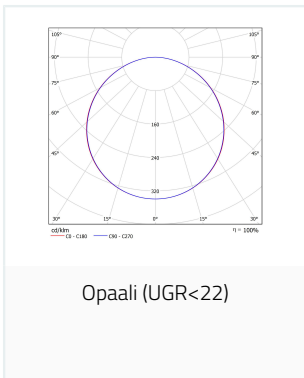 105° 105°
90° 90°
75° 75°
60° 60°
160
45° 45°
240
320
30° 15° 0° 15° 30°
cd/klm η = 100%
C0 - C180 C90 - C270
Opaali (UGR<22)